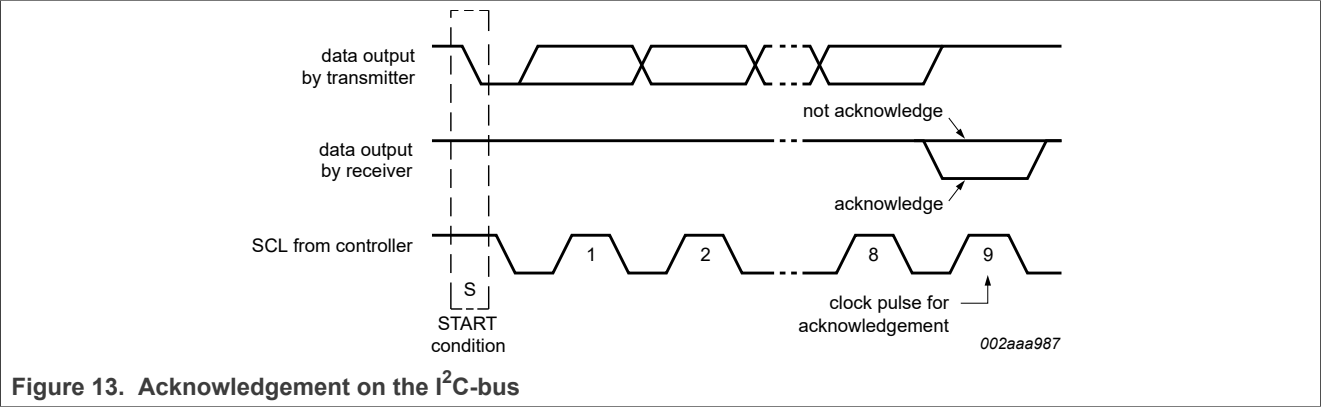 data output
by transmitter
not acknowledge
data output
by receiver
acknowledge
SCL from controller
1
2
8
9
S
START
condition
clock pulse for
acknowledgement
002aaa987
Figure 13. Acknowledgement on the I²C-bus